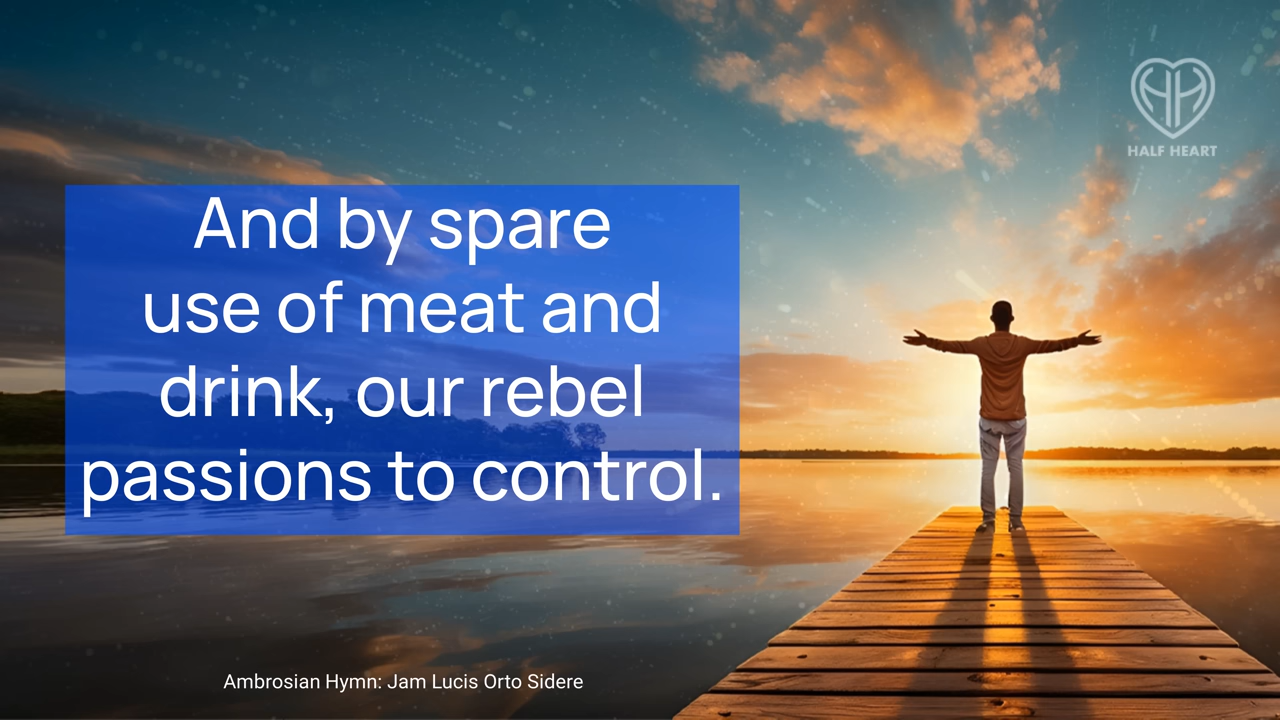 HALF HEART
And by spare
use of meat and
drink, our rebel
passions to control.
Ambrosian Hymn: Jam Lucis Orto Sidere